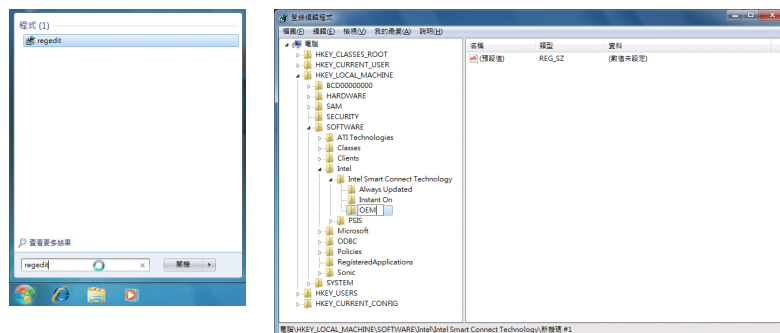 程式 (1)
regedit
查看更多結果
regedit
關機
登錄編輯程式
檔案(F) 編輯(E) 檢視(V) 我的最愛(A) 說明(H)
電腦
HKEY_CLASSES_ROOT
HKEY_CURRENT_USER
HKEY_LOCAL_MACHINE
BCD00000000
HARDWARE
SAM
SECURITY
SOFTWARE
ATI Technologies
Classes
Clients
Intel
Intel Smart Connect Technology
Always Updated
Instant On
OEM
PSIS
Microsoft
ODBC
Policies
RegisteredApplications
Sonic
SYSTEM
HKEY_USERS
HKEY_CURRENT_CONFIG
名稱 類型 資料
ab (預設值) REG_SZ (數值未設定)
電腦\HKEY_LOCAL_MACHINE\SOFTWARE\Intel\Intel Smart Connect Technology\新機碼 #1